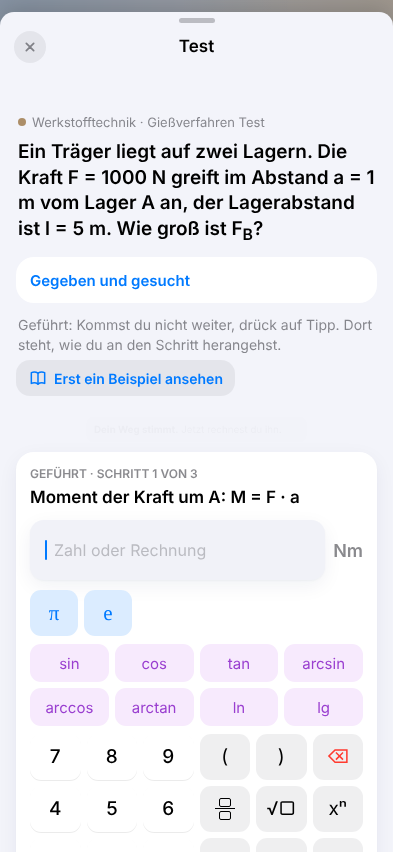 Test
Werkstofftechnik · Gießverfahren Test
Ein Träger liegt auf zwei Lagern. Die
Kraft F = 1000 N greift im Abstand a = 1
m vom Lager A an, der Lagerabstand
ist l = 5 m. Wie groß ist F_B?
Gegeben und gesucht
Geführt: Kommst du nicht weiter, drück auf Tipp. Dort
steht, wie du an den Schritt herangehst.
Erst ein Beispiel ansehen
GEFÜHRT · SCHRITT 1 VON 3
Moment der Kraft um A: M = F · a
Zahl oder Rechnung Nm
π e
sin cos tan arcsin
arccos arctan ln lg
7 8 9 ( )
4 5 6 √ xⁿ